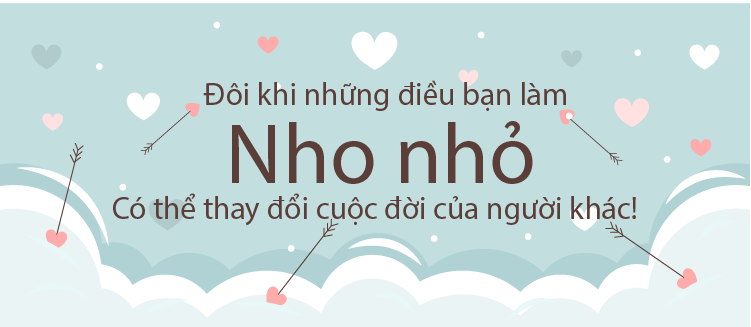 Đôi khi những điều bạn làm
Nho nhỏ
Có thể thay đổi cuộc đời của người khác!